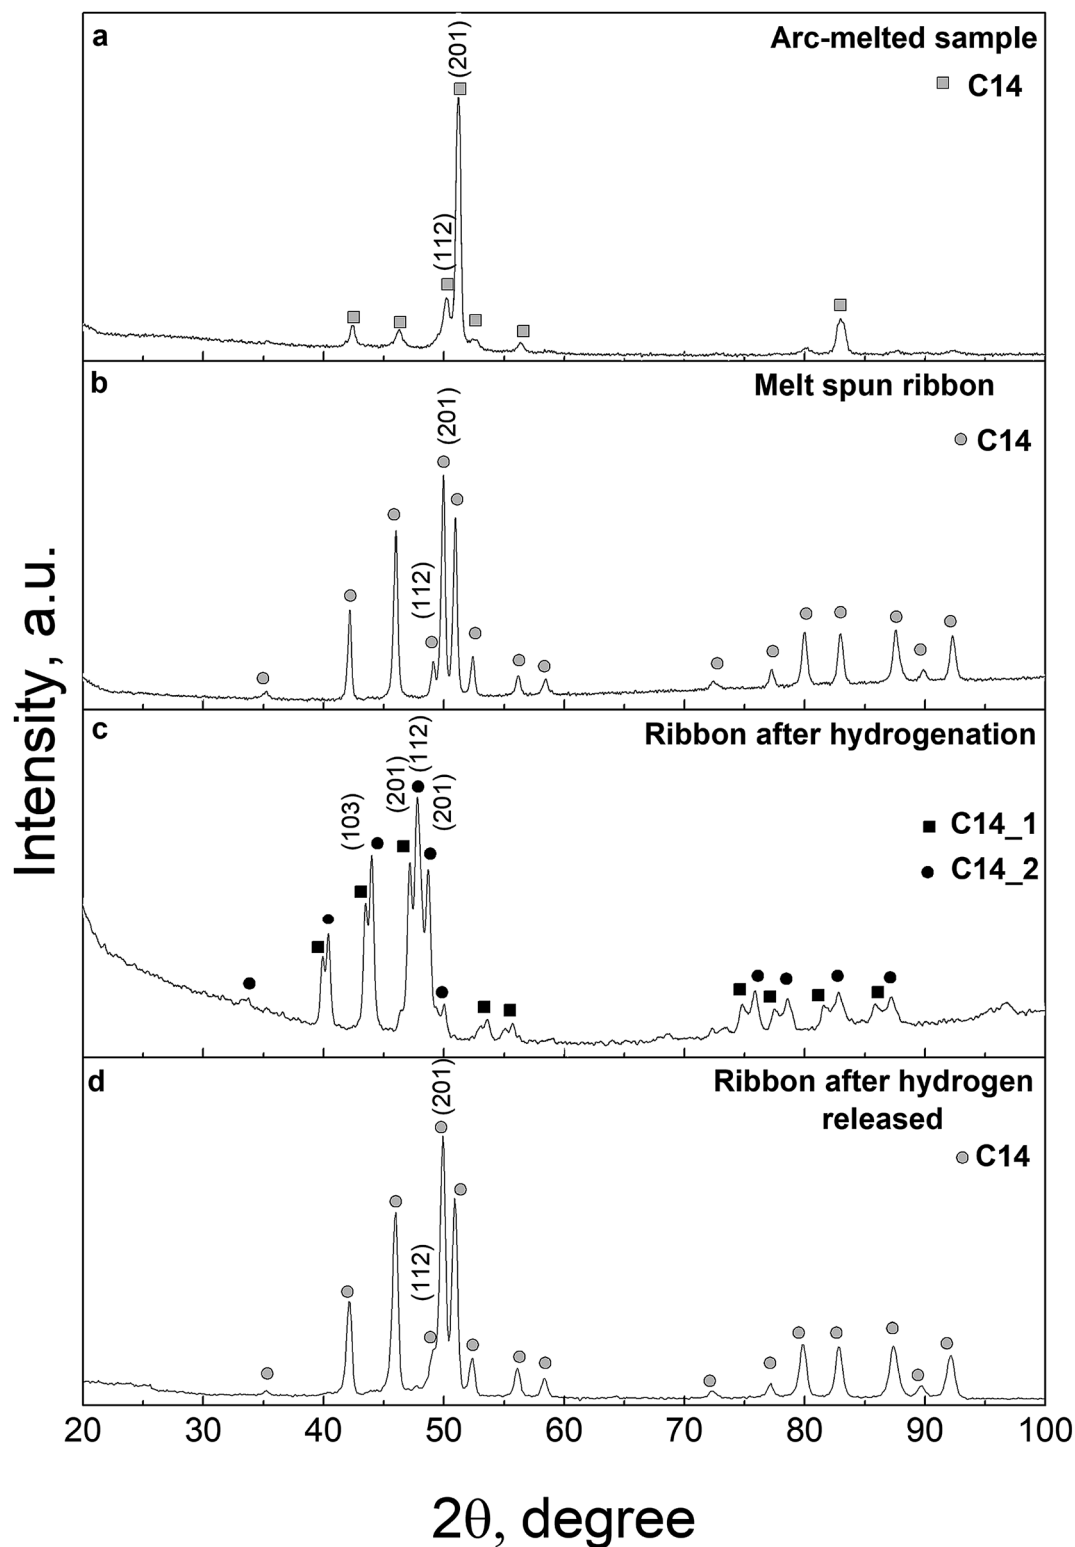 a
Arc-melted sample
C14
(201)
(112)
b
Melt spun ribbon
C14
(201)
(112)
c
Ribbon after hydrogenation
C14_1
C14_2
(103)
(201)
(112)
(201)
d
Ribbon after hydrogen
released
C14
(201)
(112)
Intensity, a.u.
20 30 40 50 60 70 80 90 100
2θ, degree